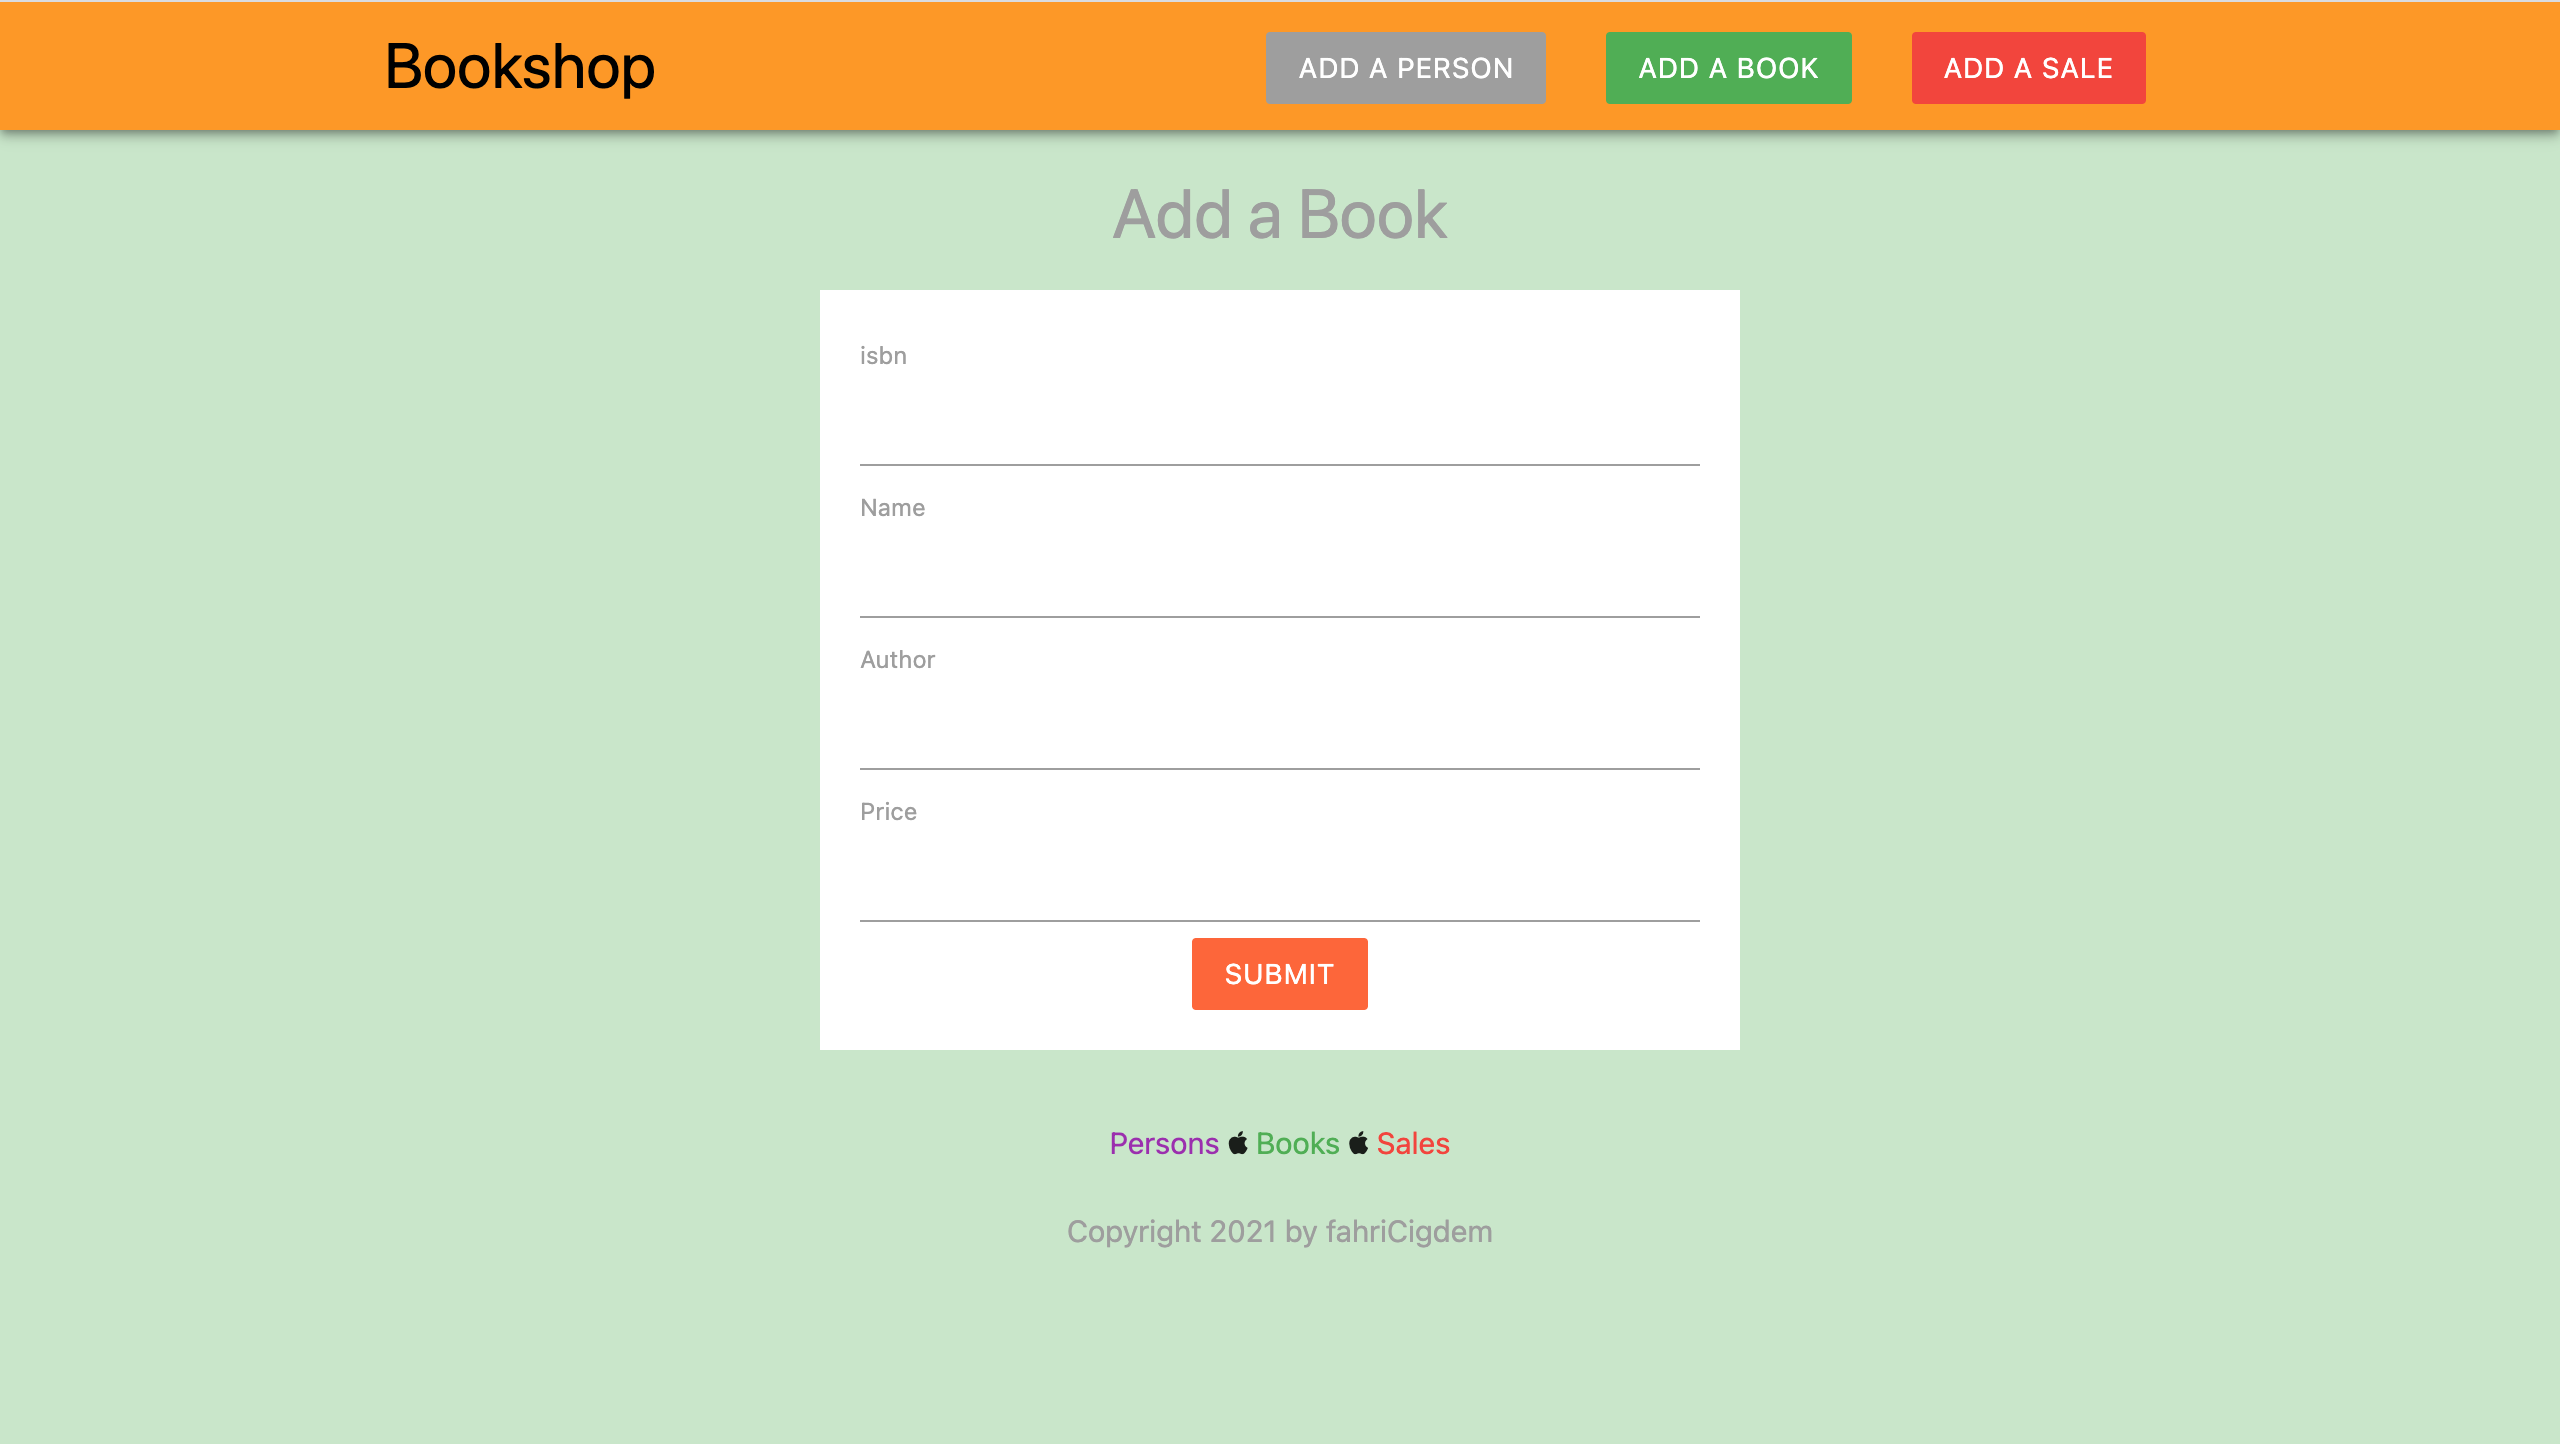 Bookshop
ADD A PERSON
ADD A BOOK
ADD A SALE
Add a Book
isbn
Name
Author
Price
SUBMIT
Persons Books Sales
Copyright 2021 by fahriCigdem